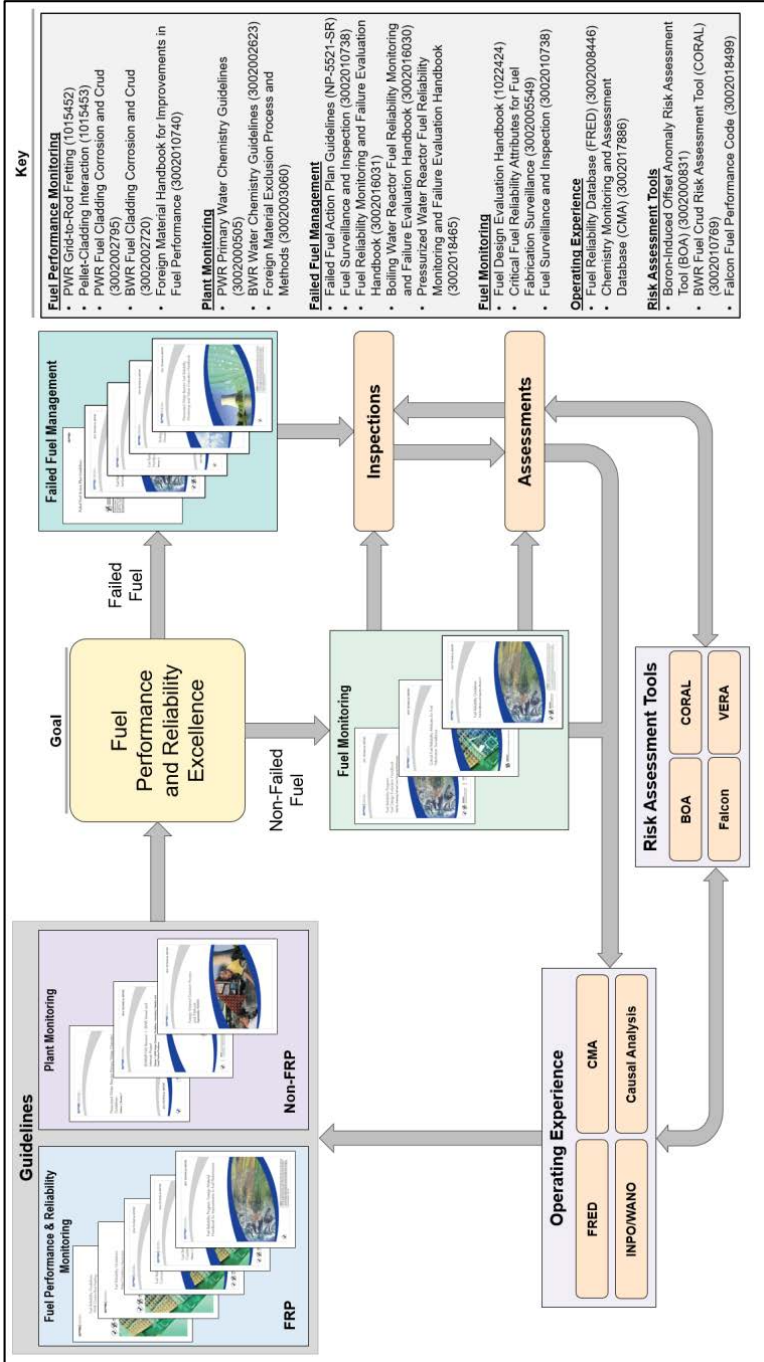 Guidelines
Fuel Performance & Reliability
Monitoring
FRP
Plant Monitoring
Non-FRP
Goal
Fuel
Performance
and Reliability
Excellence
Failed
Fuel
Non-Failed
Fuel
Failed Fuel Management
Fuel Monitoring
Inspections
Assessments
Operating Experience
FRED
CMA
INPO/WANO
Causal Analysis
Risk Assessment Tools
BOA
CORAL
Falcon
VERA
Key
Fuel Performance Monitoring
• PWR Grid-to-Rod Fretting (1015452)
• Pellet-Cladding Interaction (1015453)
• PWR Fuel Cladding Corrosion and Crud
(3002002795)
• BWR Fuel Cladding Corrosion and Crud
(3002002720)
• Foreign Material Handbook for Improvements in
Fuel Performance (3002010740)
Plant Monitoring
• PWR Primary Water Chemistry Guidelines
(3002000505)
• BWR Water Chemistry Guidelines (3002002623)
• Foreign Material Exclusion Process and
Methods (3002003060)
Failed Fuel Management
• Failed Fuel Action Plan Guidelines (NP-5521-SR)
• Fuel Surveillance and Inspection (3002010738)
• Fuel Reliability Monitoring and Failure Evaluation
Handbook (3002016031)
• Boiling Water Reactor Fuel Reliability Monitoring
and Failure Evaluation Handbook (3002016030)
• Pressurized Water Reactor Fuel Reliability
Monitoring and Failure Evaluation Handbook
(3002018465)
Fuel Monitoring
• Fuel Design Evaluation Handbook (1022424)
• Critical Fuel Reliability Attributes for Fuel
Fabrication Surveillance (3002005549)
• Fuel Surveillance and Inspection (3002010738)
Operating Experience
• Fuel Reliability Database (FRED) (3002008446)
• Chemistry Monitoring and Assessment
Database (CMA) (3002017886)
Risk Assessment Tools
• Boron-Induced Offset Anomaly Risk Assessment
Tool (BOA) (3002000831)
• BWR Fuel Crud Risk Assessment Tool (CORAL)
(3002010769)
• Falcon Fuel Performance Code (3002018499)